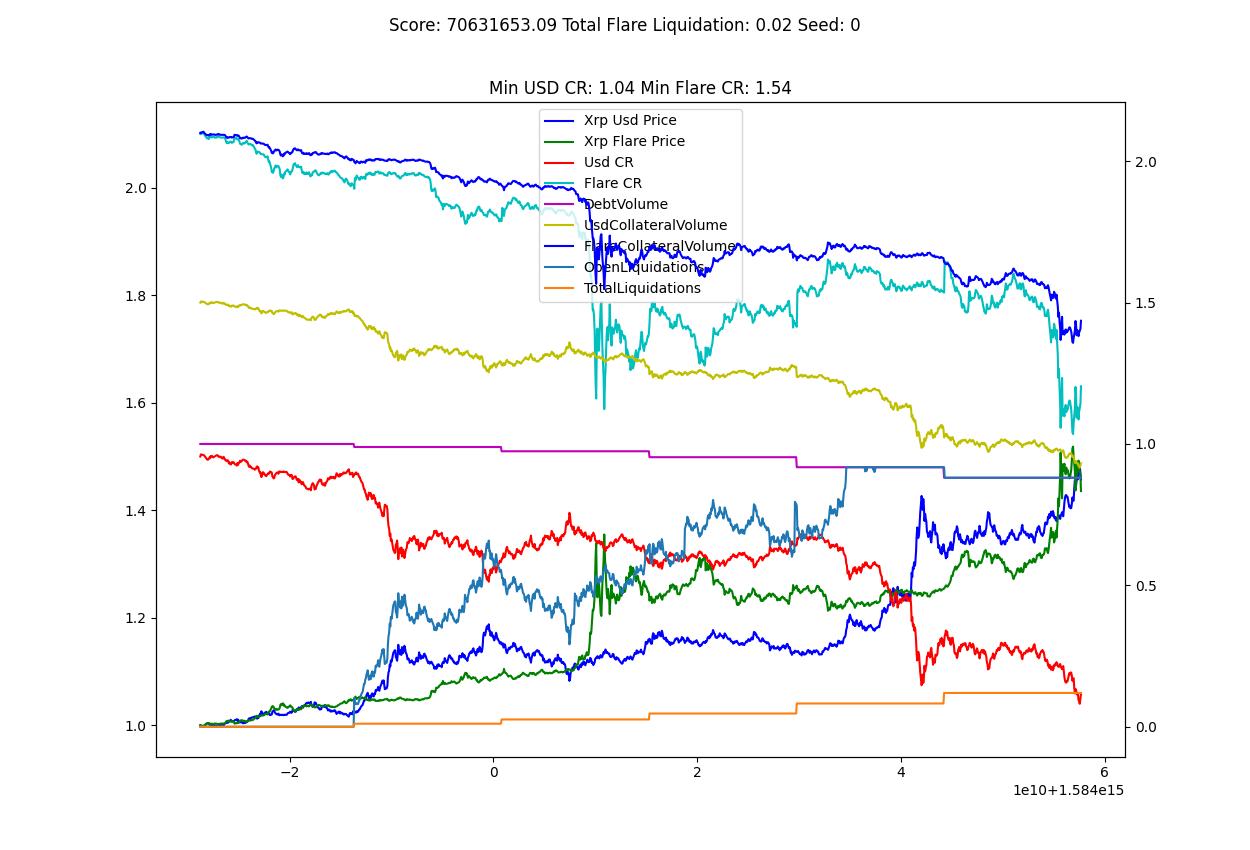 Score: 70631653.09 Total Flare Liquidation: 0.02 Seed: 0
Min USD CR: 1.04 Min Flare CR: 1.54
Xrp Usd Price
Xrp Flare Price
Usd CR
Flare CR
DebtVolume
UsdCollateralVolume
FlareCollateralVolume
OpenLiquidations
TotalLiquidations
2.0
1.8
1.6
1.4
1.2
1.0
2.0
1.5
1.0
0.5
0.0
−2 0 2 4 6
1e10+1.584e15